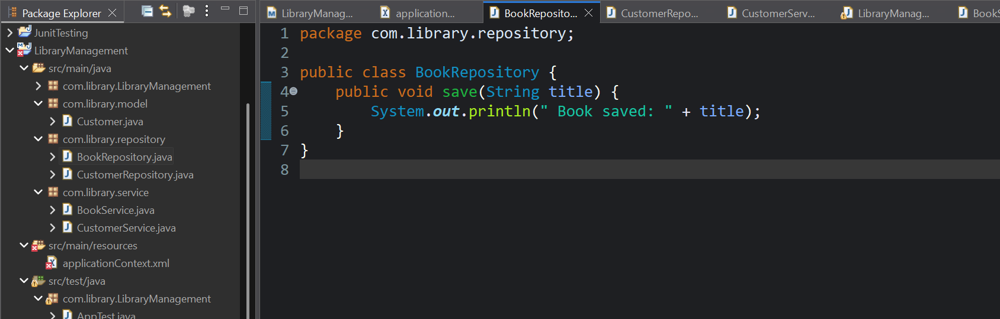 Package Explorer
JunitTesting
LibraryManagement
src/main/java
com.library.LibraryManagement
com.library.model
Customer.java
com.library.repository
BookRepository.java
CustomerRepository.java
com.library.service
BookService.java
CustomerService.java
src/main/resources
applicationContext.xml
src/test/java
com.library.LibraryManagement
AppTest.java
LibraryManag... application... BookReposito... CustomerRepo... CustomerServ... LibraryManag... BookS
1 package com.library.repository;
2
3 public class BookRepository {
4 public void save(String title) {
5 System.out.println(" Book saved: " + title);
6 }
7 }
8